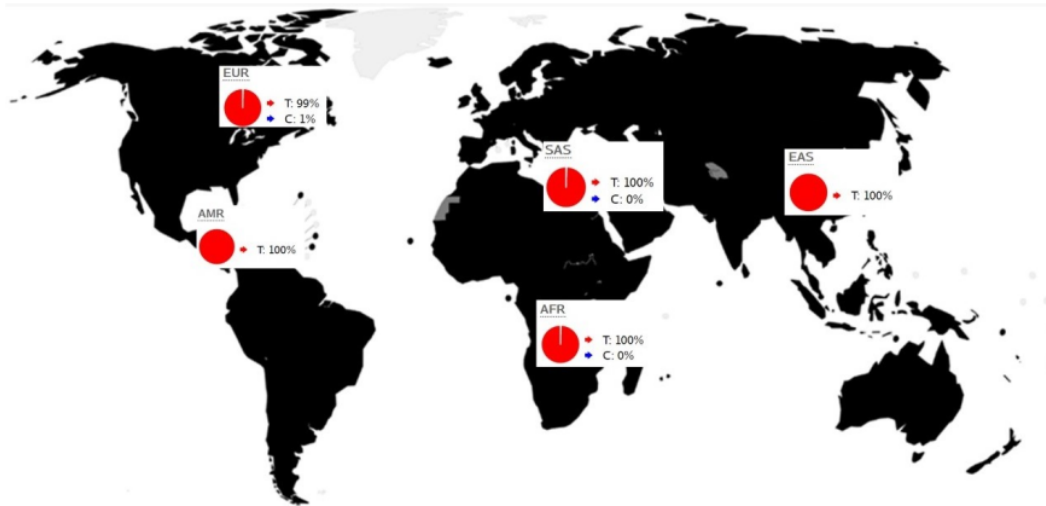 EUR
T: 99%
C: 1%
SAS
T: 100%
C: 0%
EAS
T: 100%
AMR
T: 100%
AFR
T: 100%
C: 0%